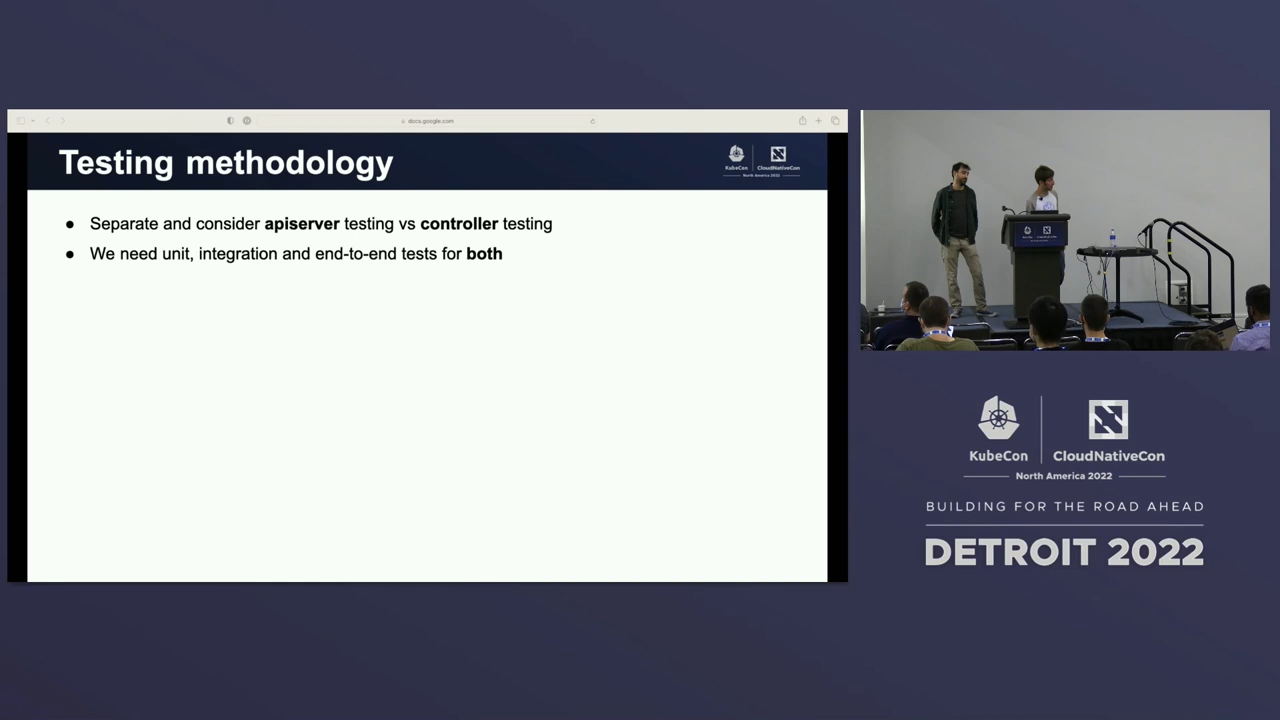 docs.google.com
Testing methodology
KubeCon
CloudNativeCon
North America 2022
● Separate and consider apiserver testing vs controller testing
● We need unit, integration and end-to-end tests for both
KubeCon
CloudNativeCon
North America 2022
BUILDING FOR THE ROAD AHEAD
DETROIT 2022